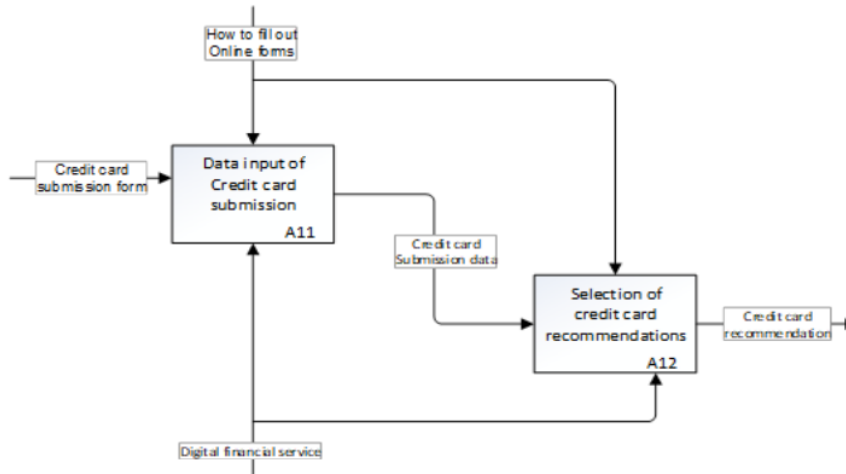 How to fill out
Online forms
Data input of
Credit card
submission
A11
Credit card
submission form
Credit card
Submission data
Selection of
credit card
recommendations
A12
Credit card
recommendation
Digital financial service